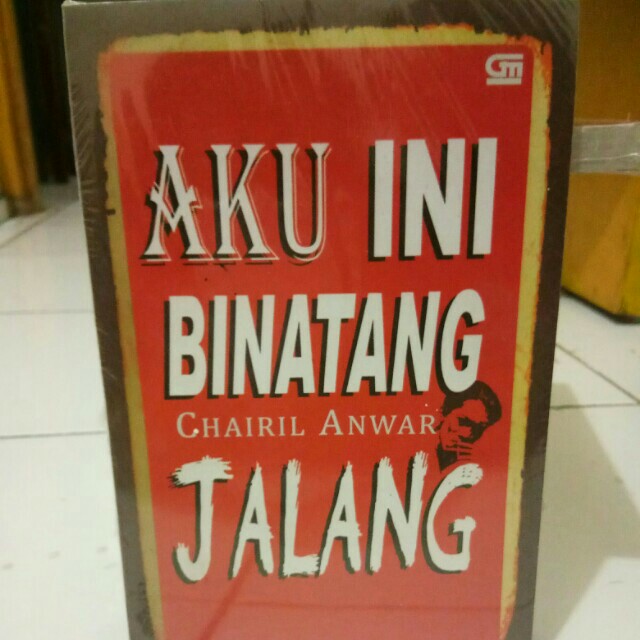 GM
AKU INI
BINATANG
CHAIRIL ANWAR
JALANG